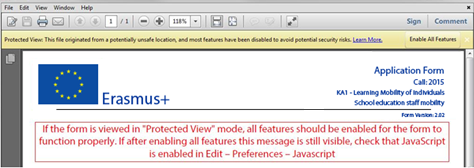 View Window Help
1 / 1 118%
Sign Comment
Protected View: This file originated from a potentially unsafe location, and most features have been disabled to avoid potential security risks. Learn More. Enable All Features
Application Form
Call: 2015
KA1 - Learning Mobility of Individuals
School education staff mobility
Erasmus+
Form Version: 2.02
If the form is viewed in "Protected View" mode, all features should be enabled for the form to
function properly. If after enabling all features this message is still visible, check that JavaScript
is enabled in Edit – Preferences – Javascript